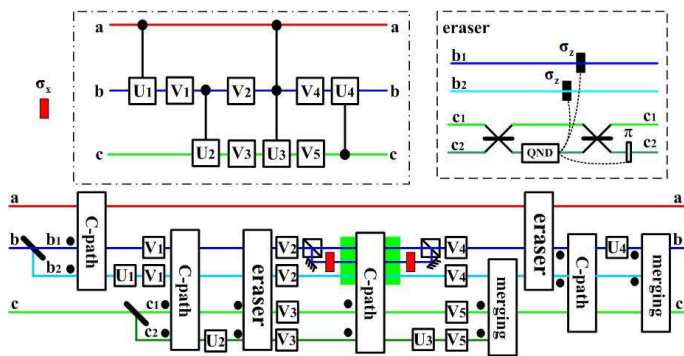 a a
σx
b U1 V1 V2 V4 U4 b
c U2 V3 U3 V5 c
eraser
b1 σz
b2 σz
c1 c1
c2 QND π c2
a C-path eraser a
b b1 V1 V2 V4 U4 b
b2 U1 V1 C-path eraser V2 C-path V4 C-path merging
c c1 V3 V5 merging c
c2 U2 V3 U3 V5